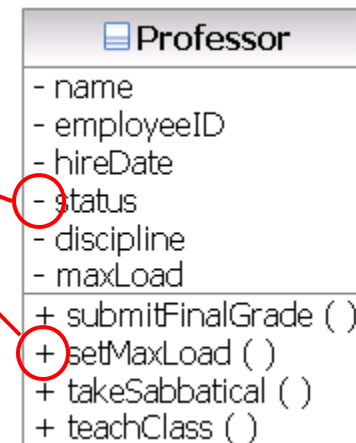 Professor
- name
- employeeID
- hireDate
- status
- discipline
- maxLoad
+ submitFinalGrade ( )
+ setMaxLoad ( )
+ takeSabbatical ( )
+ teachClass ( )